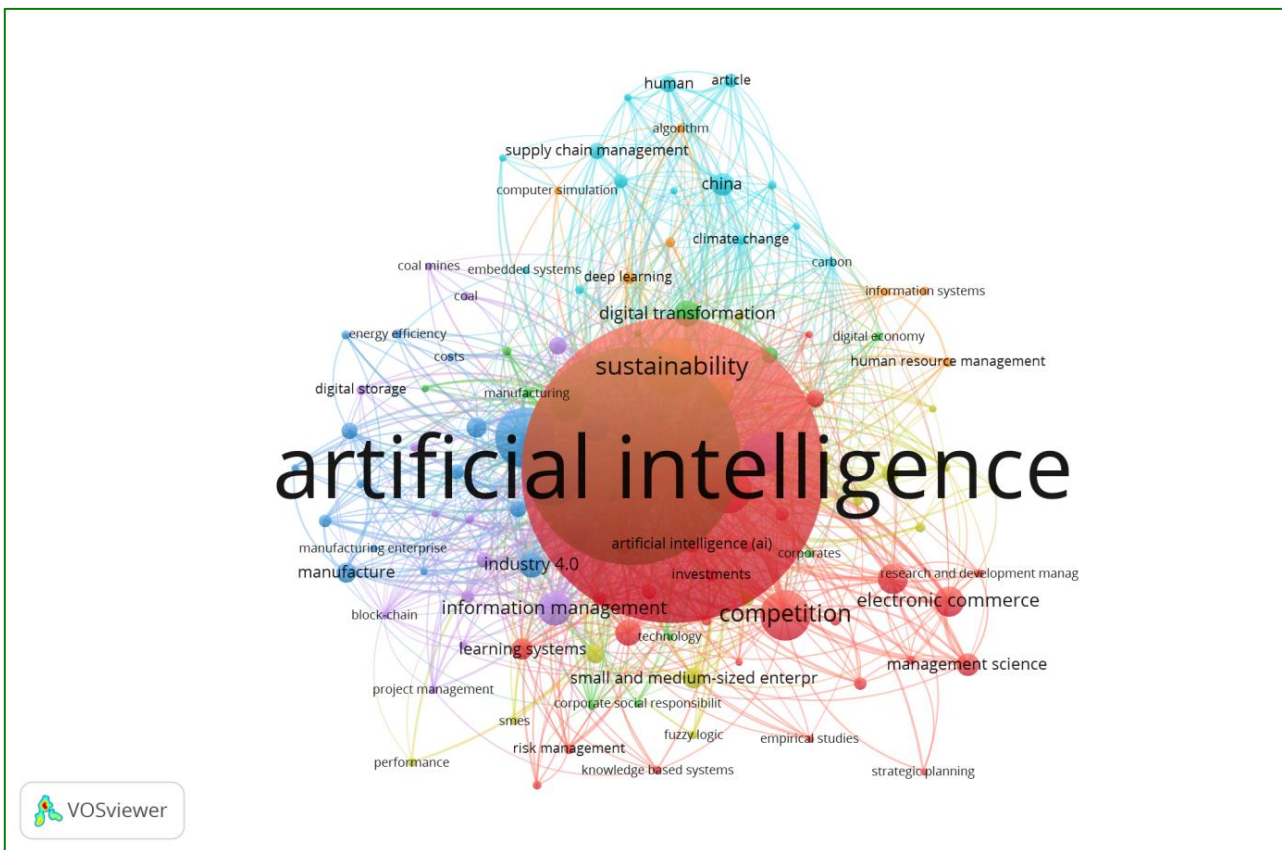 human
article
algorithm
supply chain management
computer simulation
china
climate change
carbon
coal mines
embedded systems
deep learning
information systems
coal
digital transformation
energy efficiency
digital economy
costs
human resource management
sustainability
digital storage
manufacturing
artificial intelligence
artificial intelligence (ai)
corporates
manufacturing enterprise
industry 4.0
manufacture
investments
research and development manag
electronic commerce
block-chain
information management
competition
technology
learning systems
management science
small and medium-sized enterpr
project management
corporate social responsibilit
smes
fuzzy logic
empirical studies
risk management
performance
knowledge based systems
strategic planning
VOSviewer